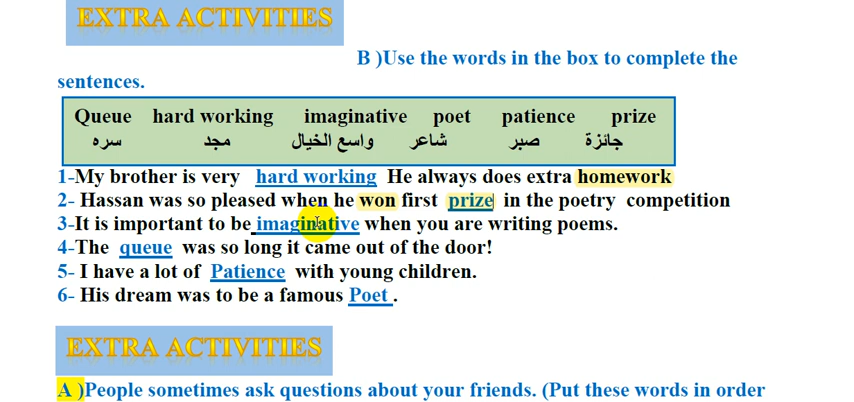 EXTRA ACTIVITIES
B )Use the words in the box to complete the
sentences.
Queue hard working imaginative poet patience prize
سره مجد واسع الخيال شاعر صبر جائزة
1-My brother is very hard working He always does extra homework
2- Hassan was so pleased when he won first prize in the poetry competition
3-It is important to be imaginative when you are writing poems.
4-The queue was so long it came out of the door!
5- I have a lot of Patience with young children.
6- His dream was to be a famous Poet .
EXTRA ACTIVITIES
A )People sometimes ask questions about your friends. (Put these words in order